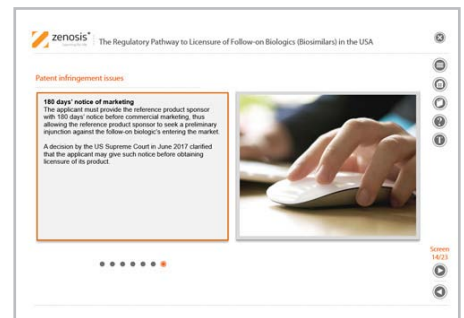 zenosis®
The Regulatory Pathway to Licensure of Follow-on Biologics (Biosimilars) in the USA
Patent infringement issues
180 days' notice of marketing
The applicant must provide the reference product sponsor
with 180 days' notice before commercial marketing, thus
allowing the reference product sponsor to seek a preliminary
injunction against the follow-on biologic's entering the market.
A decision by the US Supreme Court in June 2017 clarified
that the applicant may give such notice before obtaining
licensure of its product.
Screen
14/23